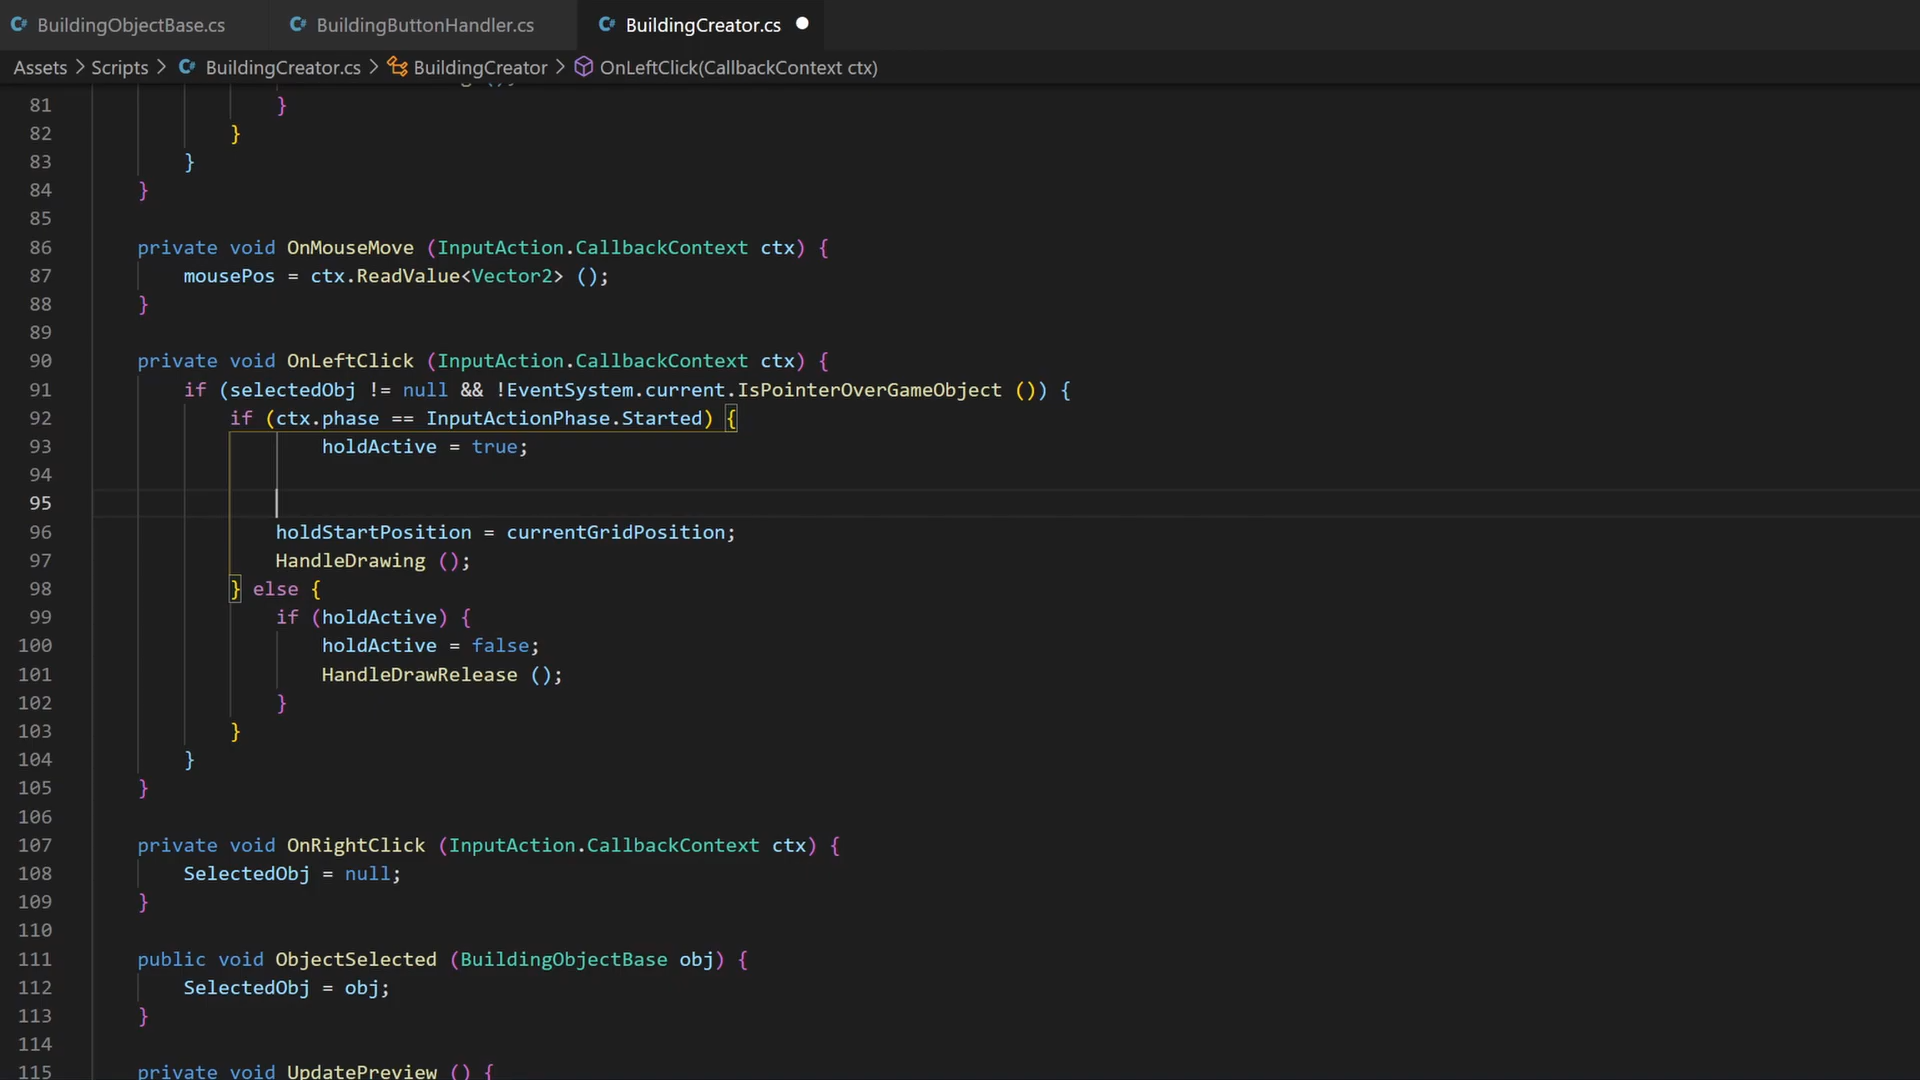 BuildingObjectBase.cs BuildingButtonHandler.cs BuildingCreator.cs
Assets > Scripts > BuildingCreator.cs > BuildingCreator > OnLeftClick(CallbackContext ctx)
81 }
82 }
83 }
84 }
85
86 private void OnMouseMove (InputAction.CallbackContext ctx) {
87 mousePos = ctx.ReadValue<Vector2> ();
88 }
89
90 private void OnLeftClick (InputAction.CallbackContext ctx) {
91 if (selectedObj != null && !EventSystem.current.IsPointerOverGameObject ()) {
92 if (ctx.phase == InputActionPhase.Started) {
93 holdActive = true;
94
95
96 holdStartPosition = currentGridPosition;
97 HandleDrawing ();
98 } else {
99 if (holdActive) {
100 holdActive = false;
101 HandleDrawRelease ();
102 }
103 }
104 }
105 }
106
107 private void OnRightClick (InputAction.CallbackContext ctx) {
108 SelectedObj = null;
109 }
110
111 public void ObjectSelected (BuildingObjectBase obj) {
112 SelectedObj = obj;
113 }
114
115 private void UpdatePreview () {